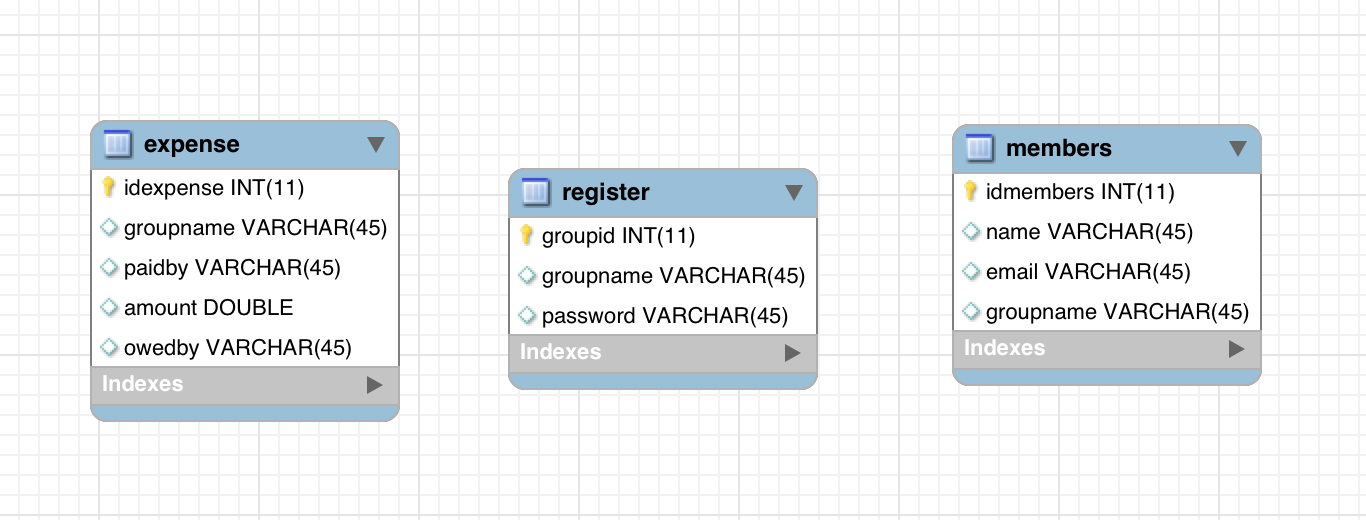 expense
idexpense INT(11)
groupname VARCHAR(45)
paidby VARCHAR(45)
amount DOUBLE
owedby VARCHAR(45)
Indexes
register
groupid INT(11)
groupname VARCHAR(45)
password VARCHAR(45)
Indexes
members
idmembers INT(11)
name VARCHAR(45)
email VARCHAR(45)
groupname VARCHAR(45)
Indexes